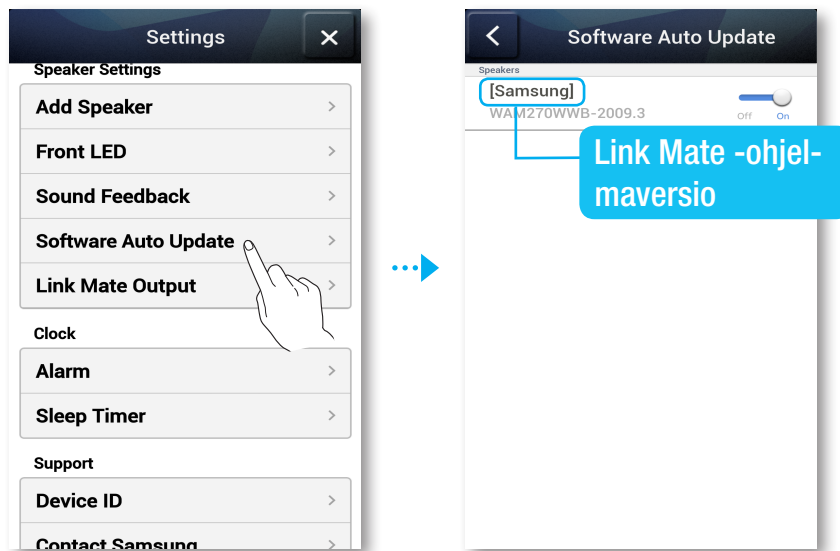 Settings
Speaker Settings
Add Speaker
Front LED
Sound Feedback
Software Auto Update
Link Mate Output
Clock
Alarm
Sleep Timer
Support
Device ID
Contact Samsung
Software Auto Update
Speakers
[Samsung]
WAM270WWB-2009.3
Off On
Link Mate -ohjel-
maversio